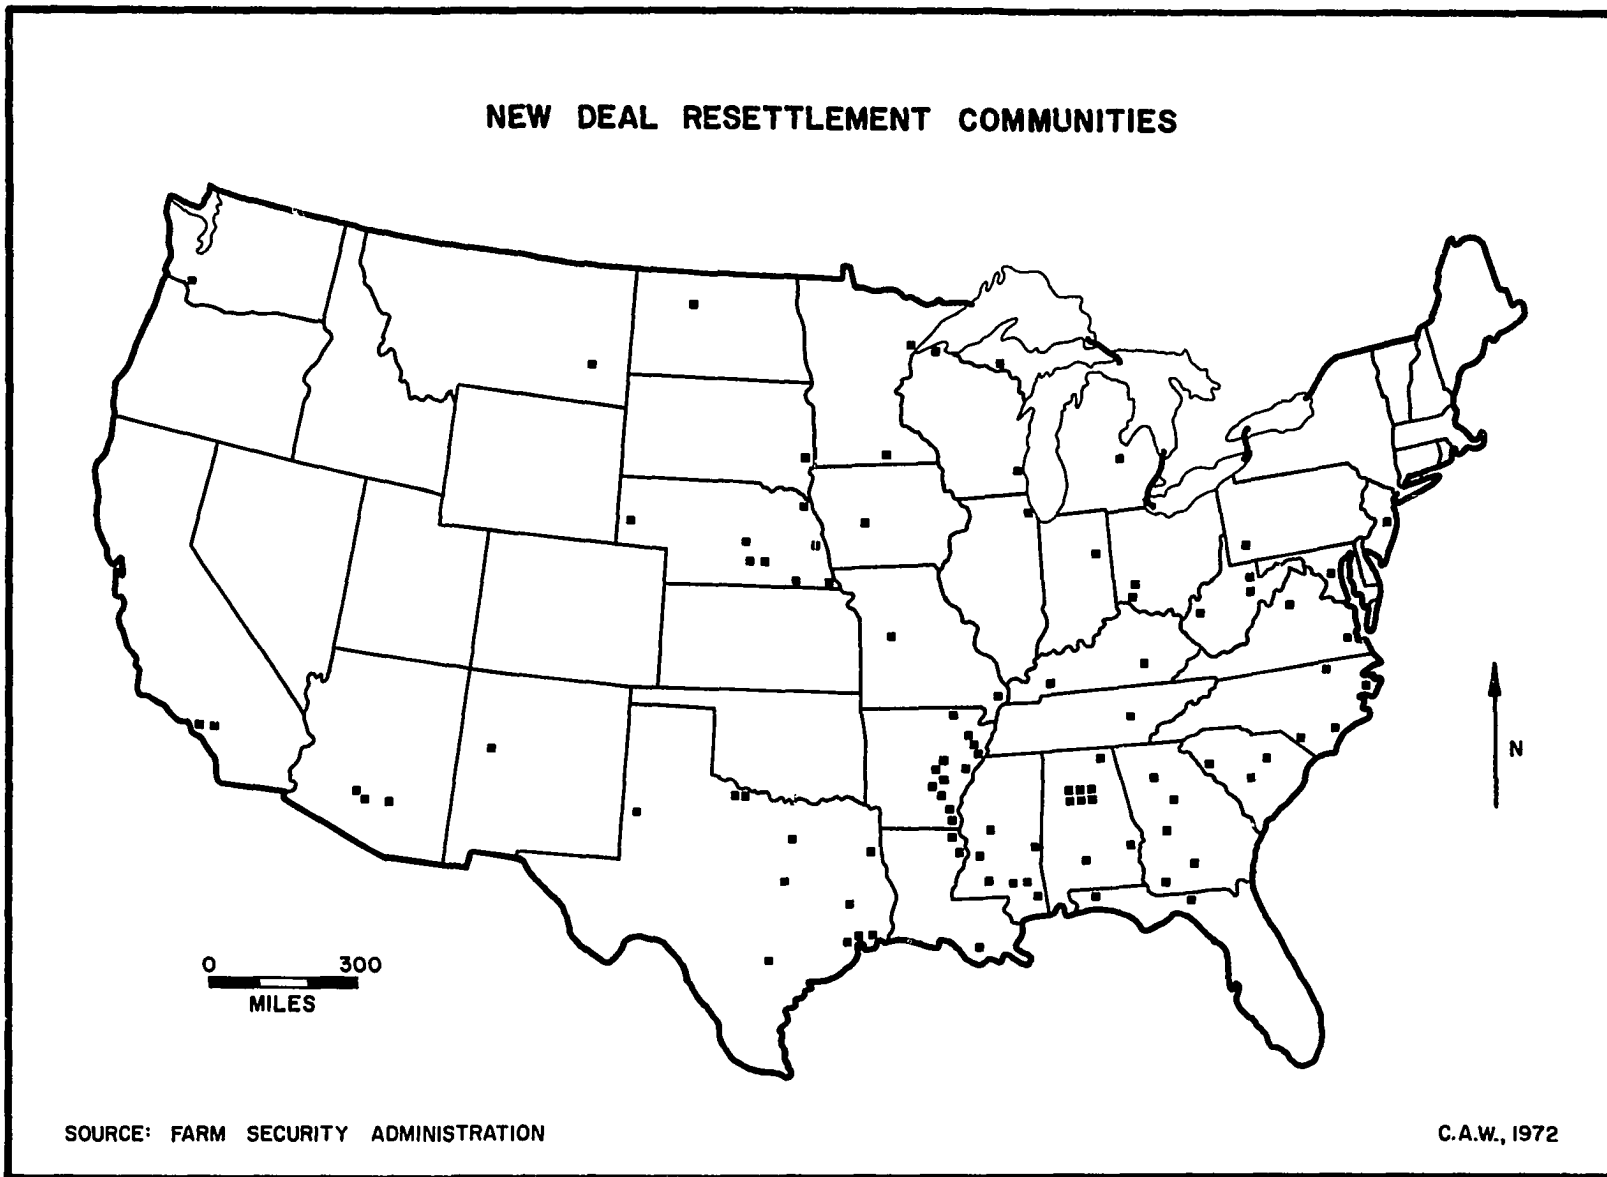 NEW DEAL RESETTLEMENT COMMUNITIES
N
0 300
MILES
SOURCE: FARM SECURITY ADMINISTRATION
C.A.W., 1972